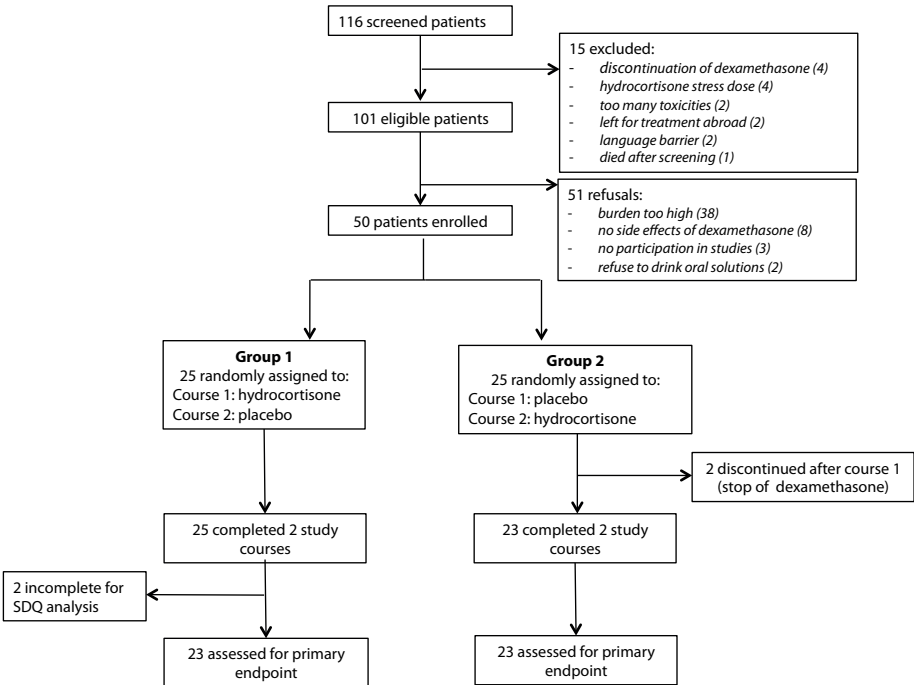 116 screened patients
15 excluded:
- discontinuation of dexamethasone (4)
- hydrocortisone stress dose (4)
- too many toxicities (2)
- left for treatment abroad (2)
- language barrier (2)
- died after screening (1)
101 eligible patients
51 refusals:
- burden too high (38)
- no side effects of dexamethasone (8)
- no participation in studies (3)
- refuse to drink oral solutions (2)
50 patients enrolled
Group 1
25 randomly assigned to:
Course 1: hydrocortisone
Course 2: placebo
Group 2
25 randomly assigned to:
Course 1: placebo
Course 2: hydrocortisone
2 discontinued after course 1
(stop of dexamethasone)
25 completed 2 study
courses
23 completed 2 study
courses
2 incomplete for
SDQ analysis
23 assessed for primary
endpoint
23 assessed for primary
endpoint